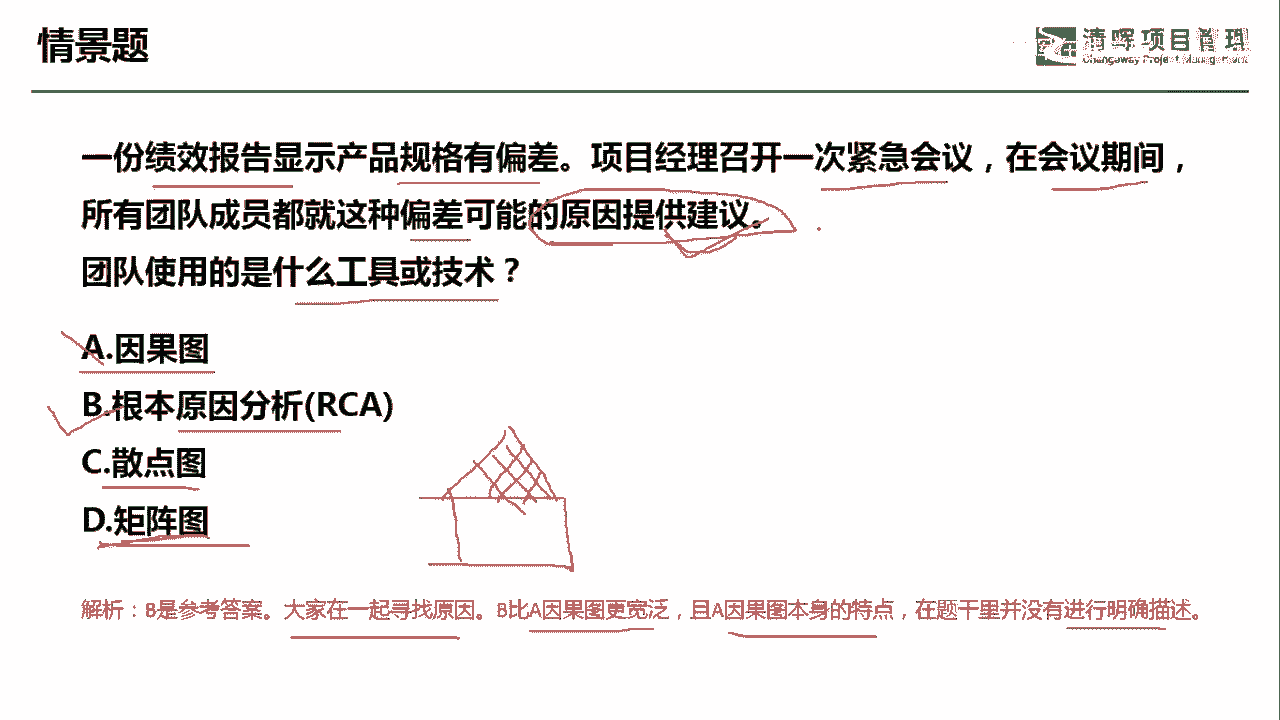 情景题
清晖项目管理
Changeway Project Management
一份绩效报告显示产品规格有偏差。项目经理召开一次紧急会议，在会议期间，
所有团队成员都就这种偏差可能的原因提供建议。
团队使用的是什么工具或技术？
A.因果图
B.根本原因分析(RCA)
C.散点图
D.矩阵图
解析：B是参考答案。大家在一起寻找原因。B比A因果图更宽泛，且A因果图本身的特点，在题干里并没有进行明确描述。